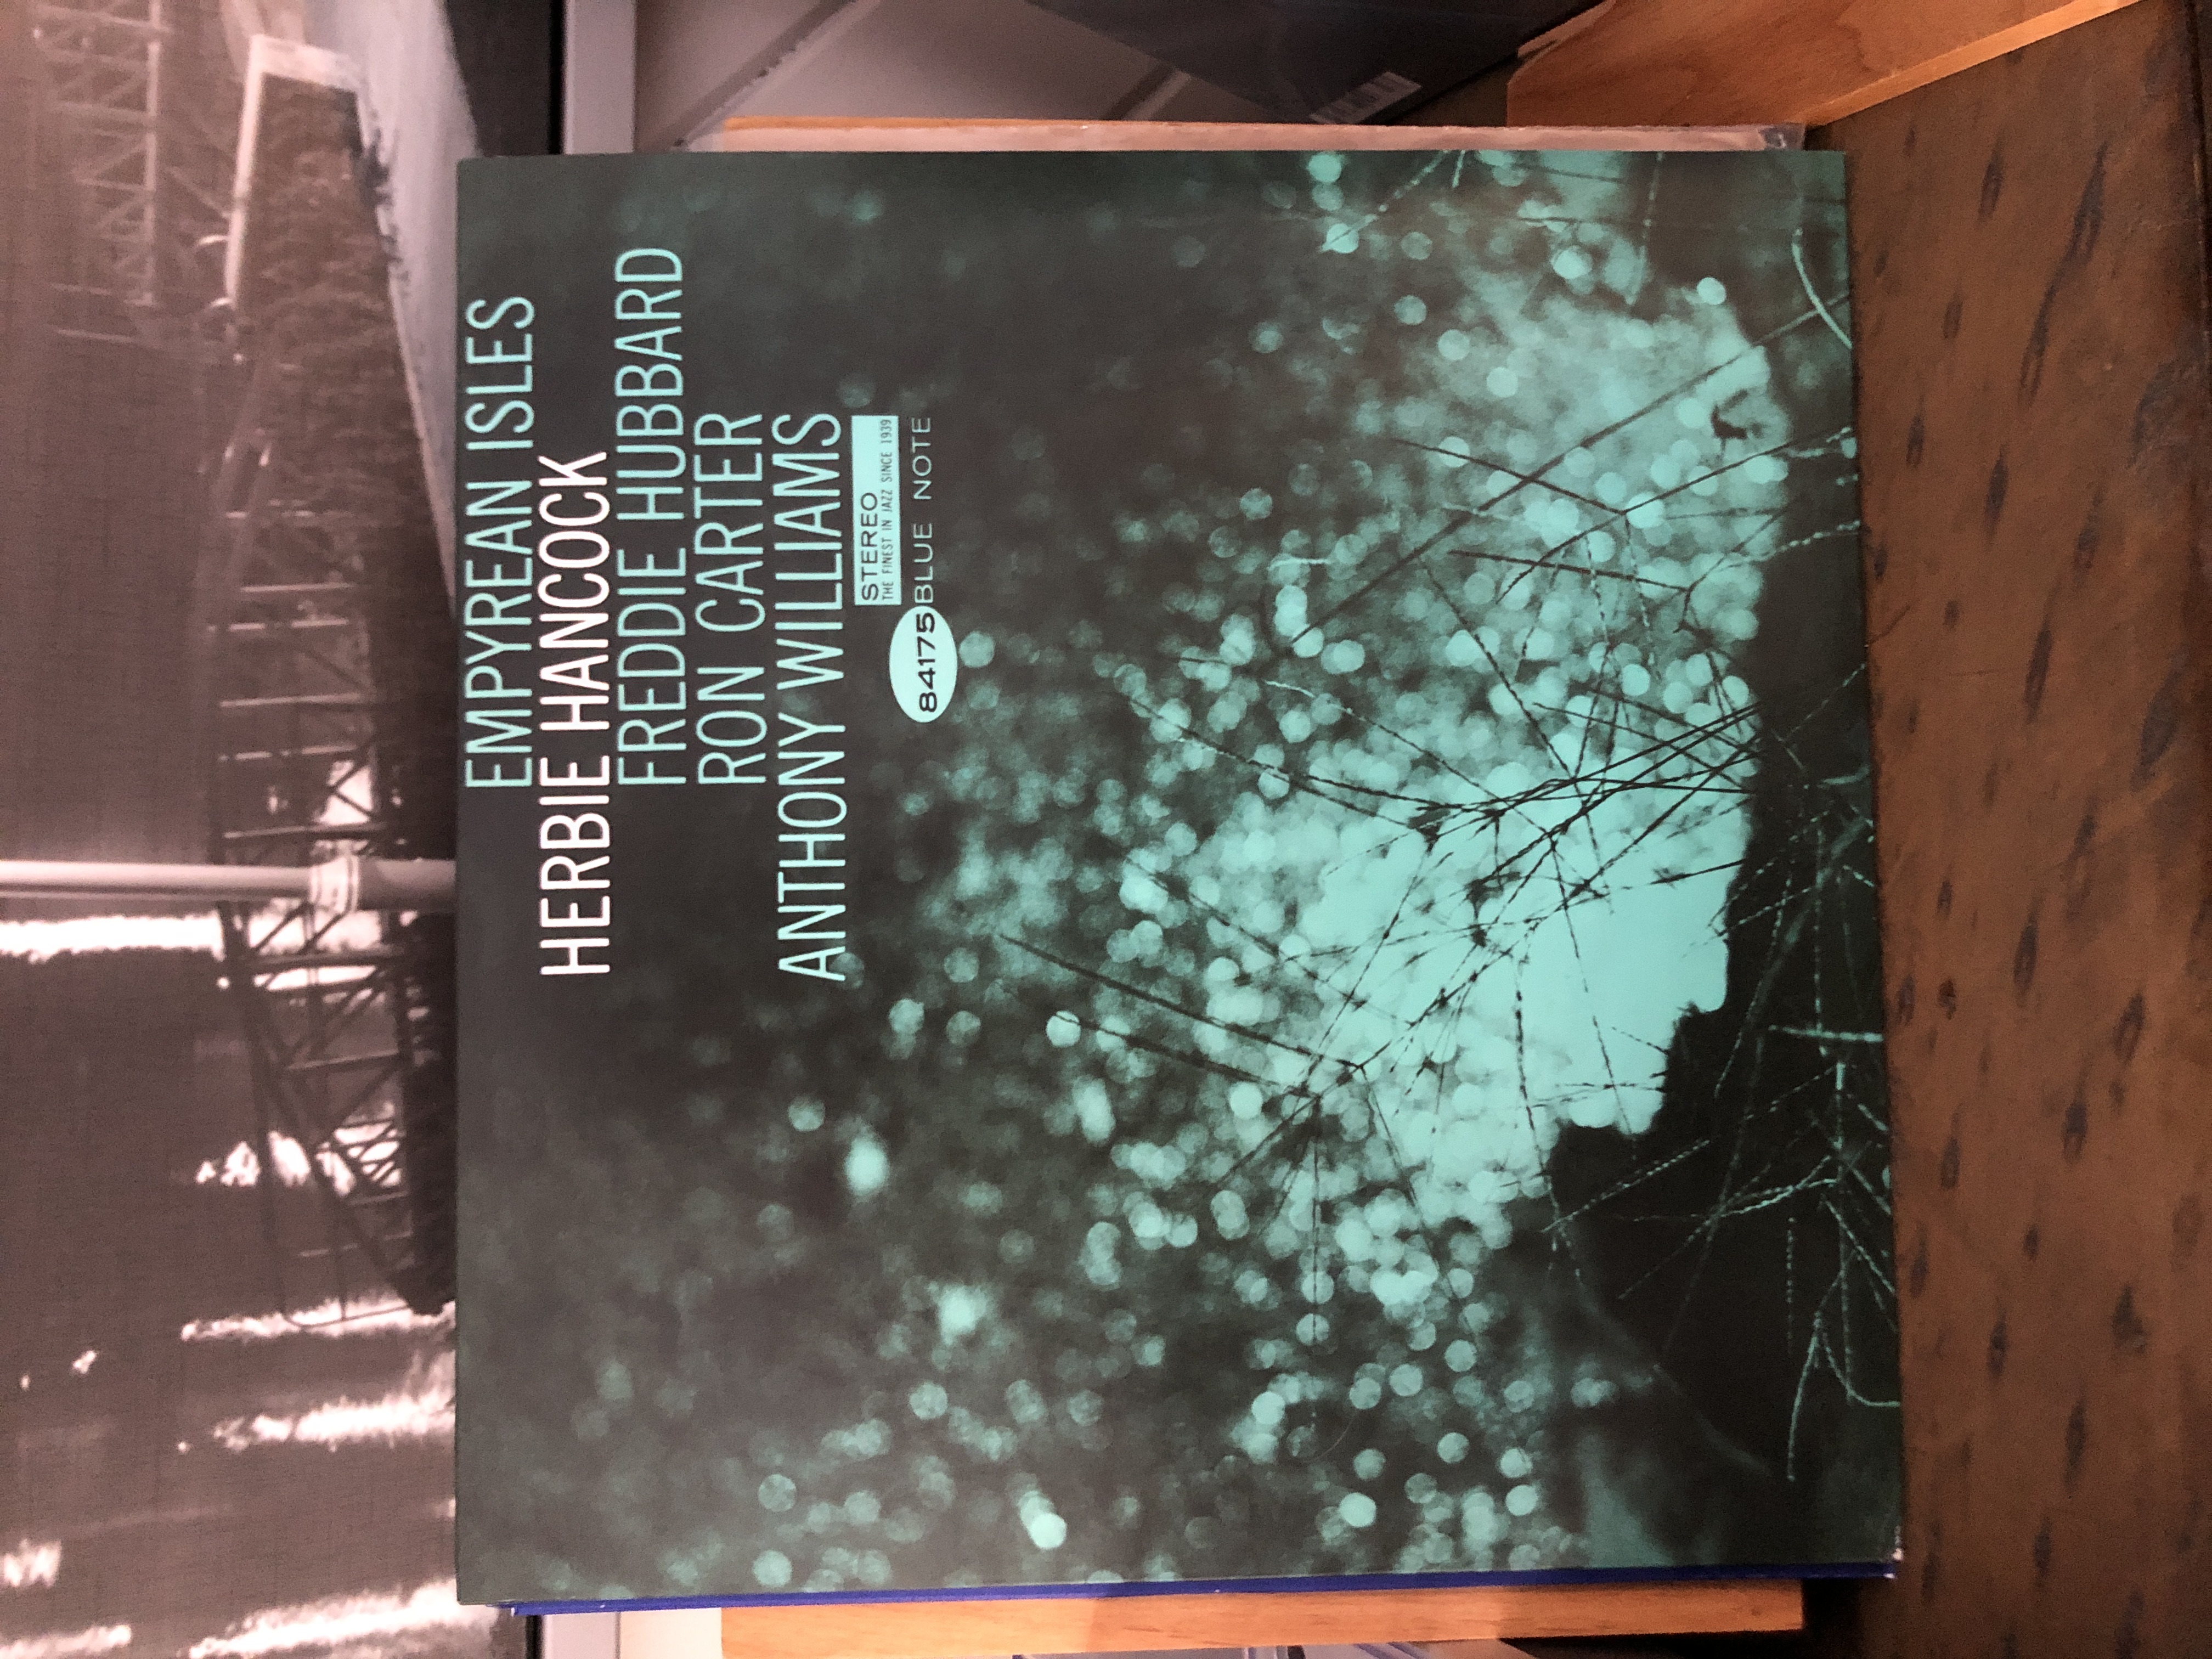 EMPYREAN ISLES
HERBIE HANCOCK
FREDDIE HUBBARD
RON CARTER
ANTHONY WILLIAMS
STEREO
THE FINEST IN JAZZ SINCE 1939
84175 BLUE NOTE